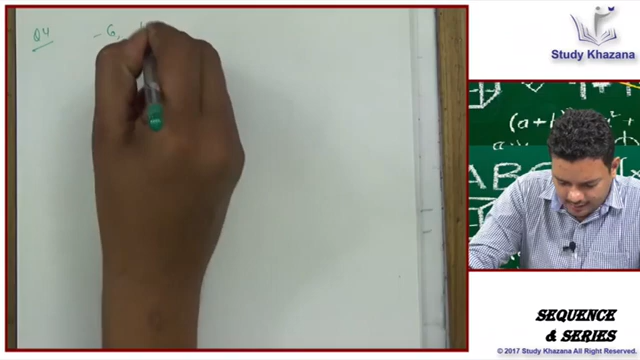 Q4 -6,
Study Khazana
SEQUENCE
& SERIES
© 2017 Study Khazana All Right Reserved.